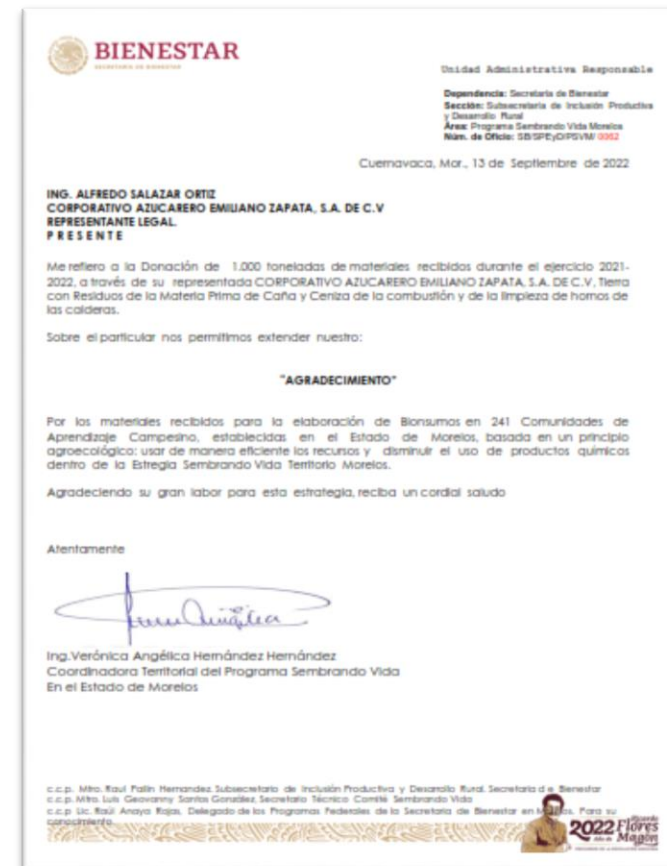 BIENESTAR
SECRETARÍA DE BIENESTAR
Unidad Administrativa Responsable
Dependencia: Secretaría de Bienestar
Sección: Subsecretaría de Inclusión Productiva
y Desarrollo Rural
Área: Programa Sembrando Vida Morelos
Núm. de Oficio: SB/SPEyD/PSVM/ 0062
Cuernavaca, Mor., 13 de Septiembre de 2022
ING. ALFREDO SALAZAR ORTIZ
CORPORATIVO AZUCARERO EMILIANO ZAPATA, S.A. DE C.V
REPRESENTANTE LEGAL.
P R E S E N T E
Me refiero a la Donación de 1,000 toneladas de materiales recibidos durante el ejercicio 2021-
2022, a través de su representada CORPORATIVO AZUCARERO EMILIANO ZAPATA, S.A. DE C.V, Tierra
con Residuos de la Materia Prima de Caña y Ceniza de la combustión y de la limpieza de hornos de
las calderas.
Sobre el particular nos permitimos extender nuestro:
"AGRADECIMIENTO"
Por los materiales recibidos para la elaboración de Bionsumos en 241 Comunidades de
Aprendizaje Campesino, establecidas en el Estado de Morelos, basada en un principio
agroecológico: usar de manera eficiente los recursos y disminuir el uso de productos químicos
dentro de la Estregia Sembrando Vida Territorio Morelos.
Agradeciendo su gran labor para esta estrategia, reciba un cordial saludo
Atentamente
Ing.Verónica Angélica Hernández Hernández
Coordinadora Territorial del Programa Sembrando Vida
En el Estado de Morelos
c.c.p. Mtro. Raul Pallin Hernandez. Subsecretario de Inclusión Productiva y Desarrollo Rural. Secretaria d e Bienestar
c.c.p. Mtro. Luis Geovanny Santos González, Secretario Técnico Comité Sembrando Vida
c.c.p Lic. Raúl Anaya Rojas, Delegado de los Programas Federales de la Secretaria de Bienestar en Morelos. Para su
conocimiento.
2022 Ricardo Flores
Año de Magón